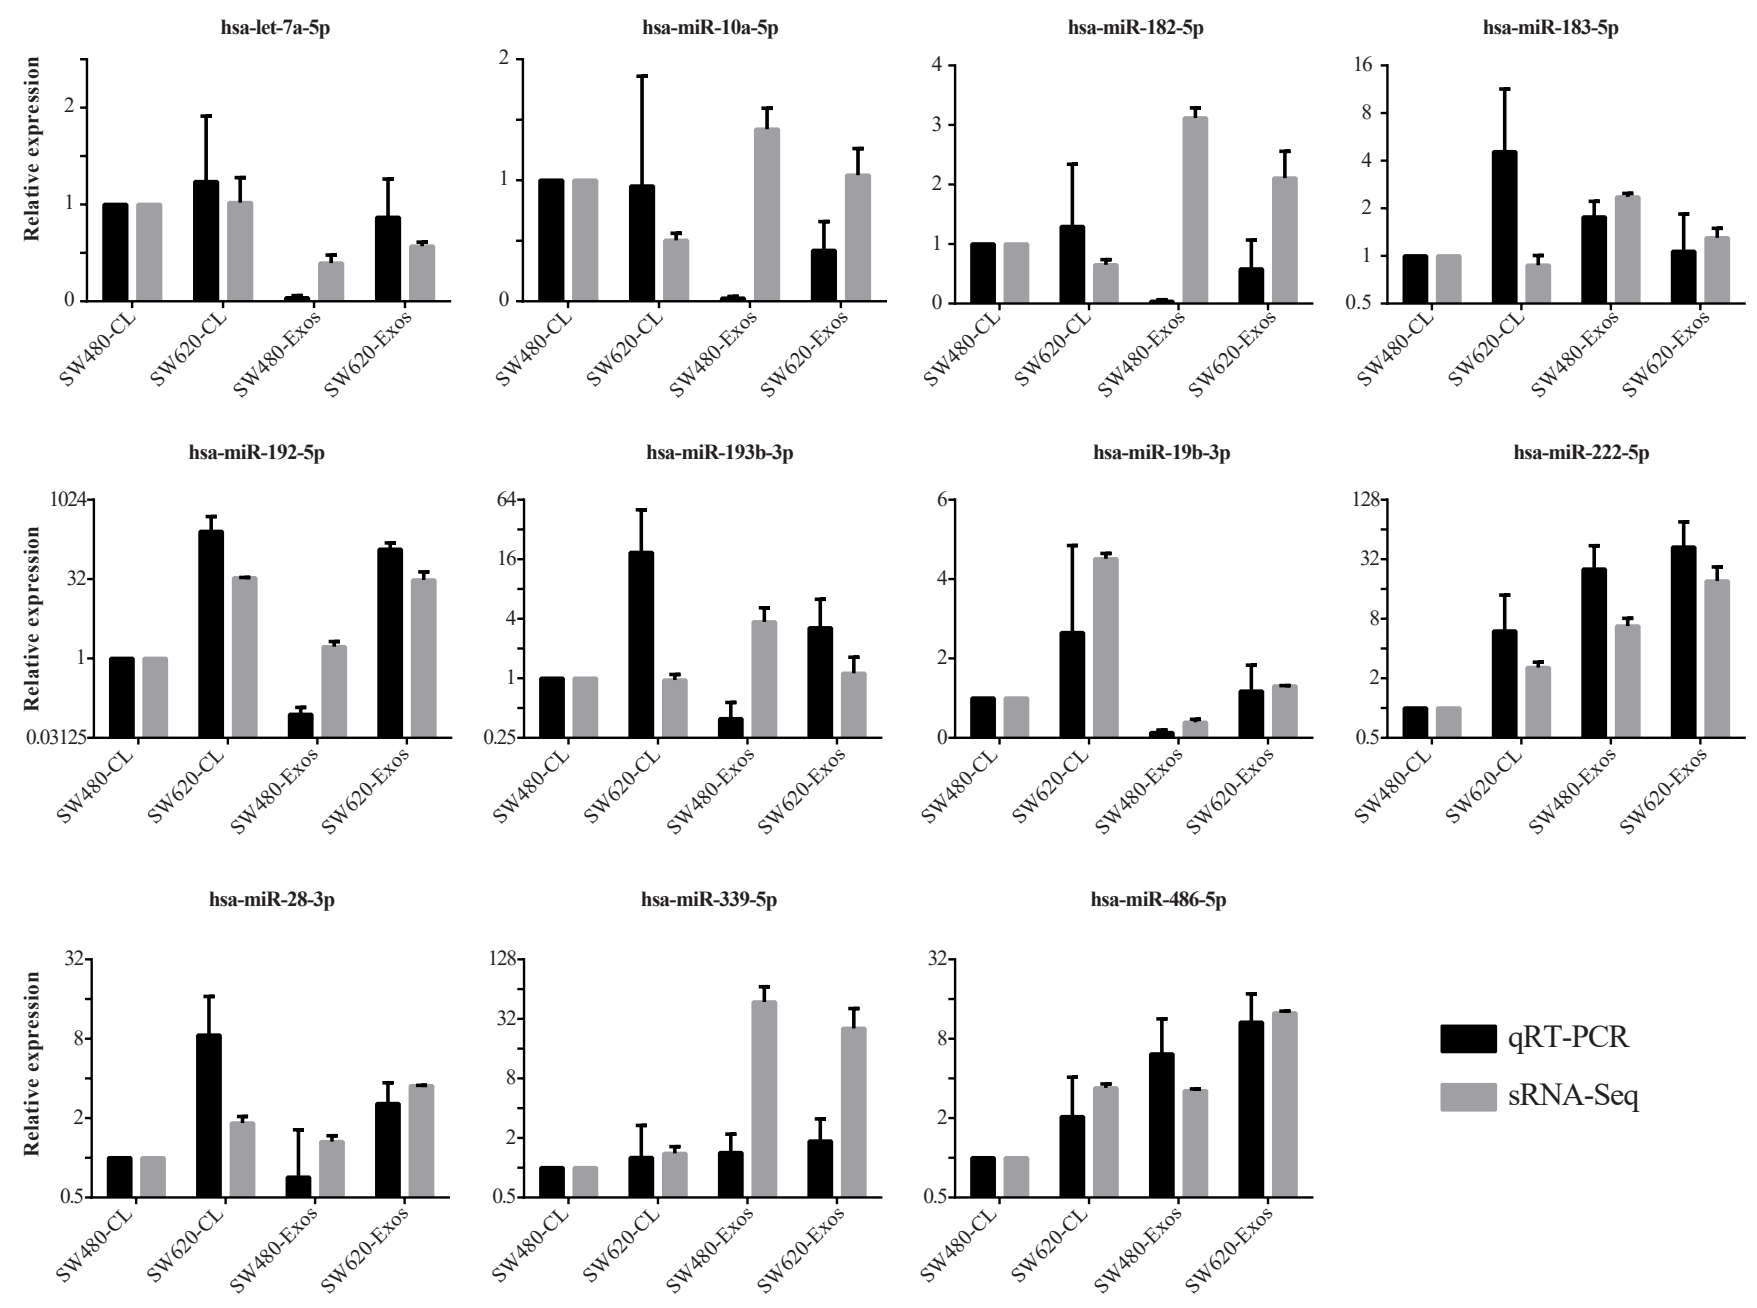 hsa-let-7a-5p
Relative expression
2
1
0
SW480-CL
SW620-CL
SW480-Exos
SW620-Exos
hsa-miR-10a-5p
2
1
0
SW480-CL
SW620-CL
SW480-Exos
SW620-Exos
hsa-miR-182-5p
4
3
2
1
0
SW480-CL
SW620-CL
SW480-Exos
SW620-Exos
hsa-miR-183-5p
16
8
4
2
1
0.5
SW480-CL
SW620-CL
SW480-Exos
SW620-Exos
hsa-miR-192-5p
Relative expression
1024
32
1
0.03125
SW480-CL
SW620-CL
SW480-Exos
SW620-Exos
hsa-miR-193b-3p
64
16
4
1
0.25
SW480-CL
SW620-CL
SW480-Exos
SW620-Exos
hsa-miR-19b-3p
6
4
2
0
SW480-CL
SW620-CL
SW480-Exos
SW620-Exos
hsa-miR-222-5p
128
32
8
2
0.5
SW480-CL
SW620-CL
SW480-Exos
SW620-Exos
hsa-miR-28-3p
Relative expression
32
8
2
0.5
SW480-CL
SW620-CL
SW480-Exos
SW620-Exos
hsa-miR-339-5p
128
32
8
2
0.5
SW480-CL
SW620-CL
SW480-Exos
SW620-Exos
hsa-miR-486-5p
32
8
2
0.5
SW480-CL
SW620-CL
SW480-Exos
SW620-Exos
qRT-PCR
sRNA-Seq